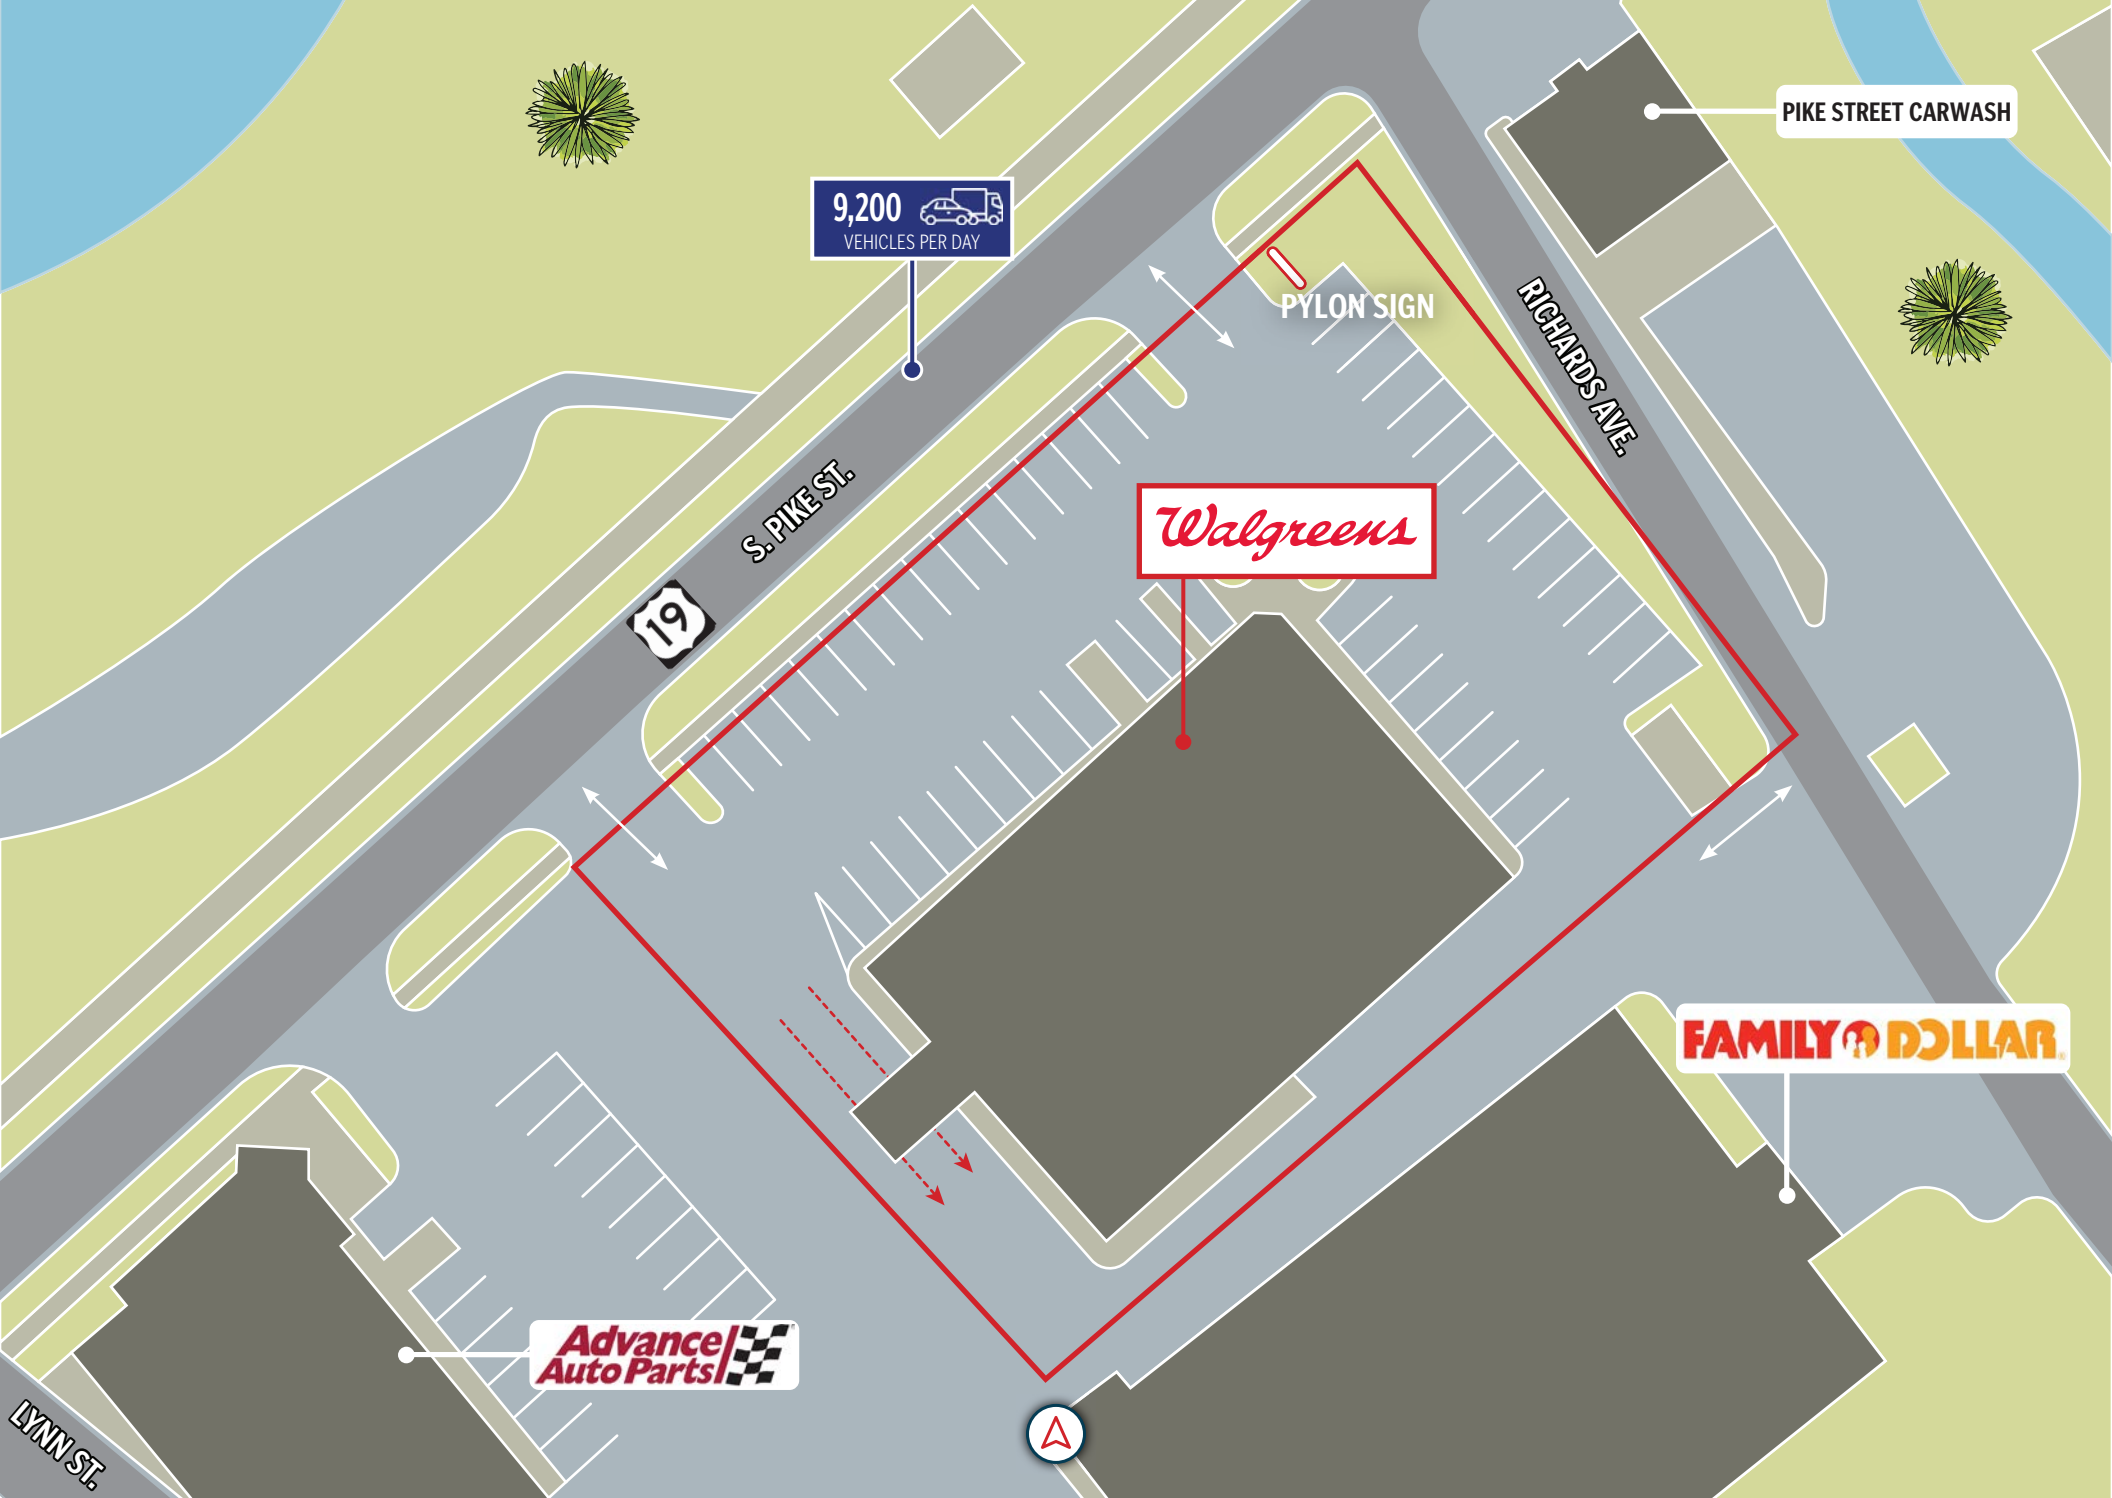 PIKE STREET CARWASH
9,200
VEHICLES PER DAY
PYLON SIGN
RICHARDS AVE.
S. PIKE ST.
Walgreens
19
FAMILY DOLLAR
Advance
Auto Parts
LYNN ST.